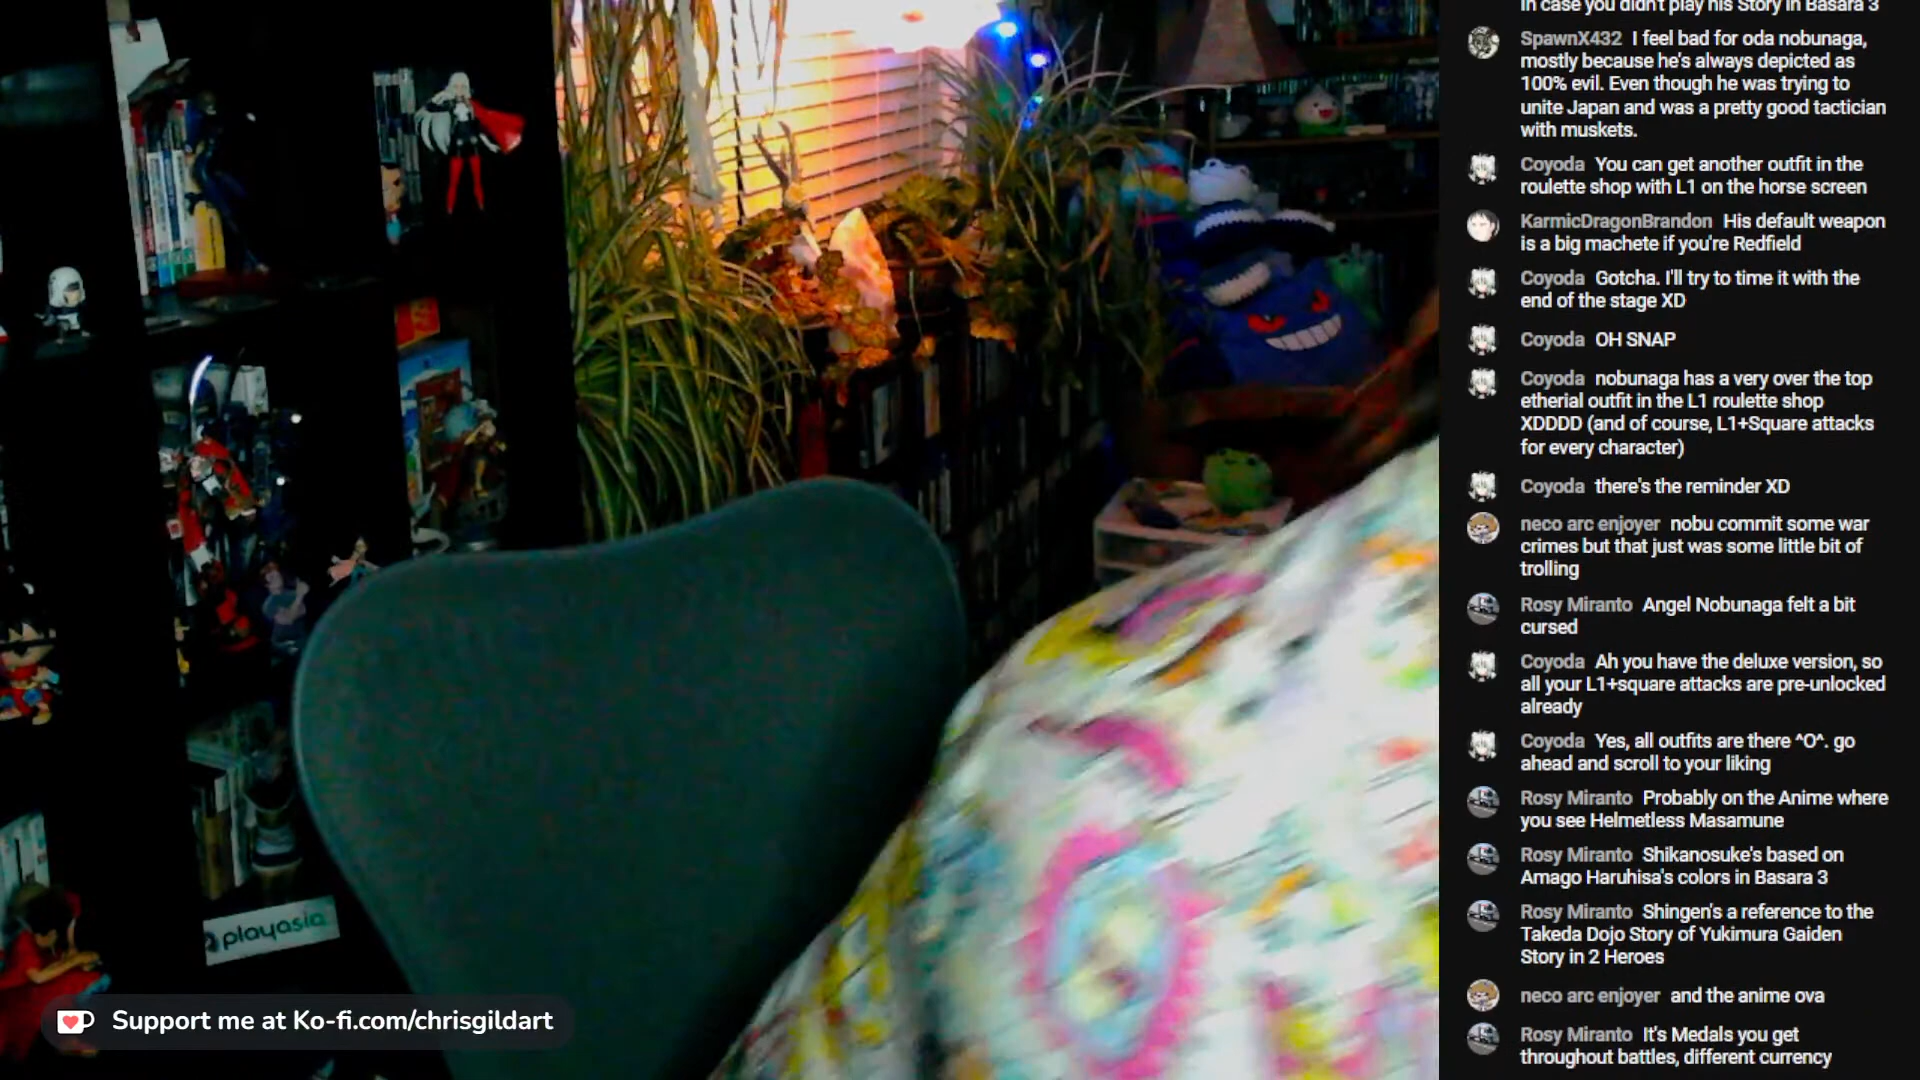 in case you didn't play his Story in Basara 3
SpawnX432 I feel bad for oda nobunaga,
mostly because he's always depicted as
100% evil. Even though he was trying to
unite Japan and was a pretty good tactician
with muskets.
Coyoda You can get another outfit in the
roulette shop with L1 on the horse screen
KarmicDragonBrandon His default weapon
is a big machete if you're Redfield
Coyoda Gotcha. I'll try to time it with the
end of the stage XD
Coyoda OH SNAP
Coyoda nobunaga has a very over the top
etherial outfit in the L1 roulette shop
XDDDD (and of course, L1+Square attacks
for every character)
Coyoda there's the reminder XD
neco arc enjoyer nobu commit some war
crimes but that just was some little bit of
trolling
Rosy Miranto Angel Nobunaga felt a bit
cursed
Coyoda Ah you have the deluxe version, so
all your L1+square attacks are pre-unlocked
already
Coyoda Yes, all outfits are there ^O^. go
ahead and scroll to your liking
Rosy Miranto Probably on the Anime where
you see Helmetless Masamune
Rosy Miranto Shikanosuke's based on
Amago Haruhisa's colors in Basara 3
Rosy Miranto Shingen's a reference to the
Takeda Dojo Story of Yukimura Gaiden
Story in 2 Heroes
neco arc enjoyer and the anime ova
Rosy Miranto It's Medals you get
throughout battles, different currency
playasia
Support me at Ko-fi.com/chrisgildart